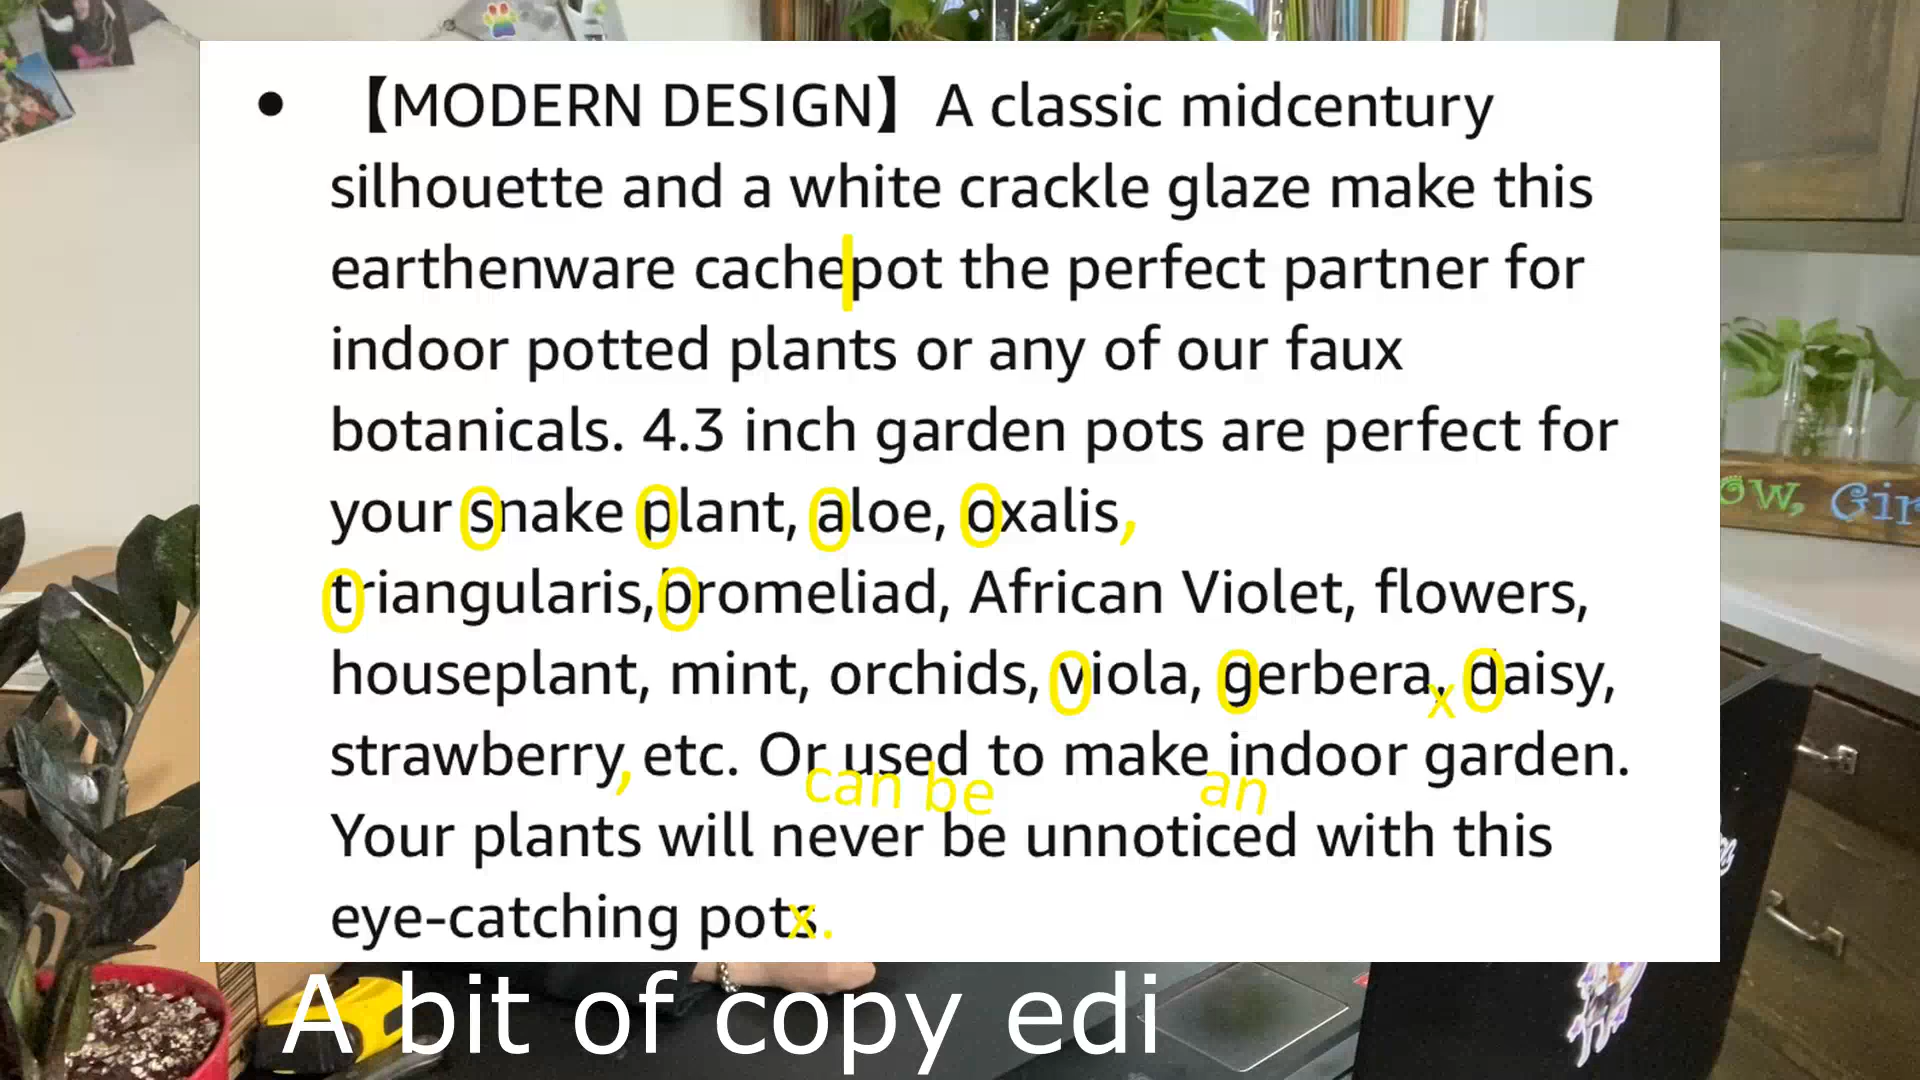 • 【MODERN DESIGN】 A classic midcentury
silhouette and a white crackle glaze make this
earthenware cachepot the perfect partner for
indoor potted plants or any of our faux
botanicals. 4.3 inch garden pots are perfect for
your snake plant, aloe, oxalis,
triangularis,bromeliad, African Violet, flowers,
houseplant, mint, orchids, viola, gerbera, daisy,
strawberry, etc. Or used to make indoor garden.
can be an
Your plants will never be unnoticed with this
eye-catching pots.
A bit of copy edi
ow, Gir